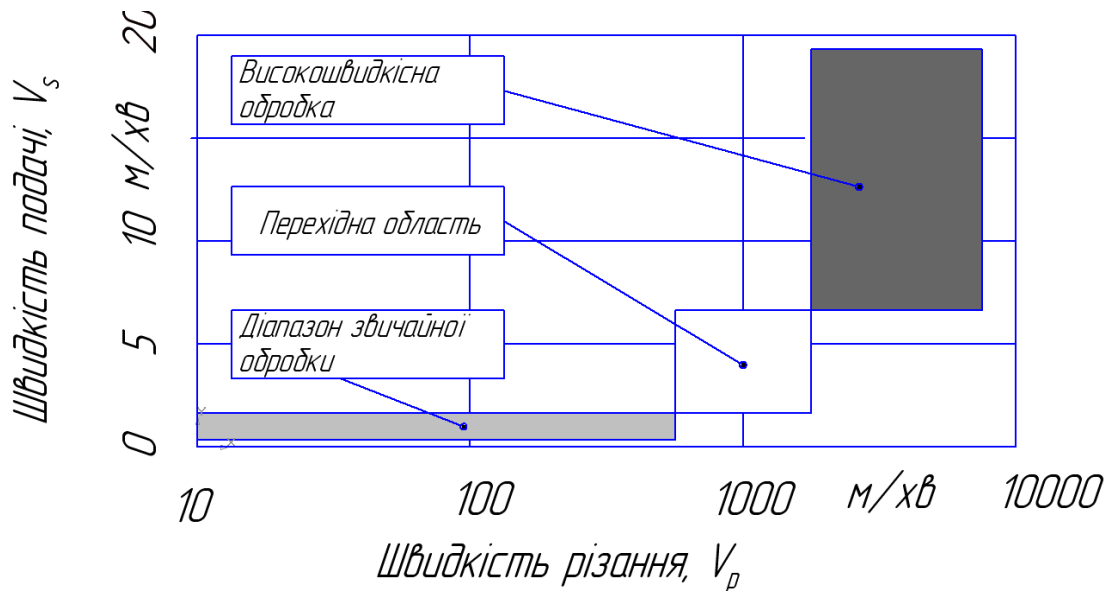 Швидкість подачі, Vs
0 5 10 м/хв 20
Високошвидкісна
обробка
Перехідна область
Діапазон звичайної
обробки
10 100 1000 м/хв 10000
Швидкість різання, Vр